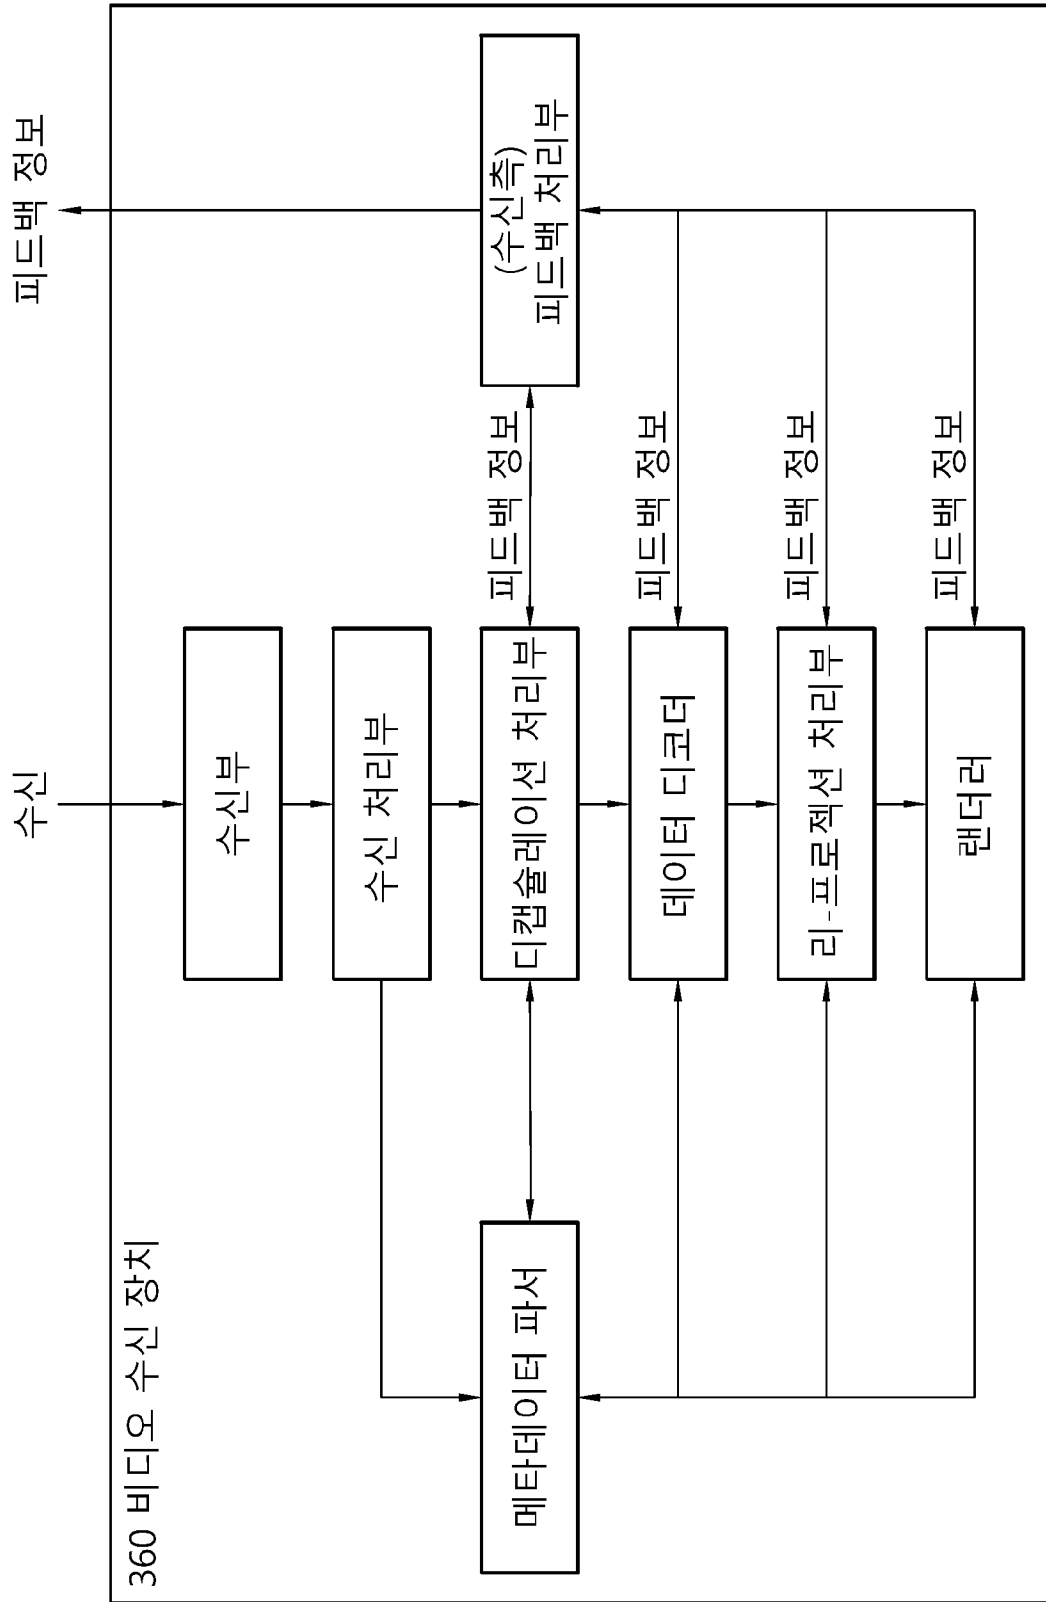 360 비디오 수신 장치
메타데이터 파서
수신
수신부
수신 처리부
디캡슐레이션 처리부
데이터 디코더
리-프로젝션 처리부
랜더러
피드백 정보
피드백 정보
피드백 정보
피드백 정보
(수신측)
피드백 처리부
피드백 정보